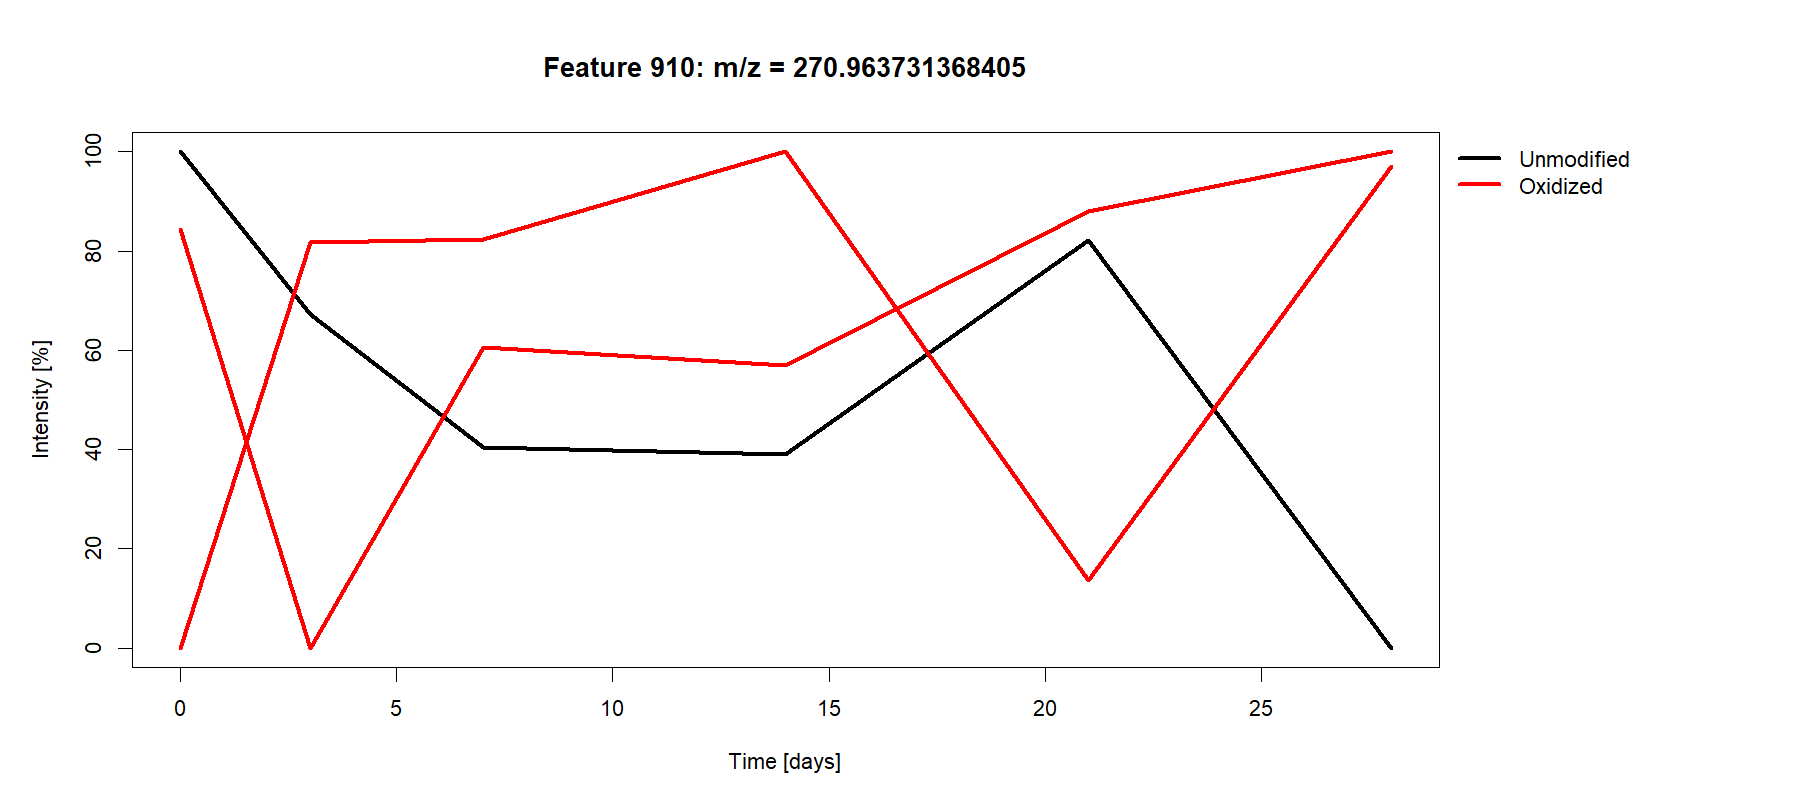 Feature 910: m/z = 270.963731368405
Unmodified
Oxidized
Intensity [%]
100
80
60
40
20
0
0 5 10 15 20 25
Time [days]